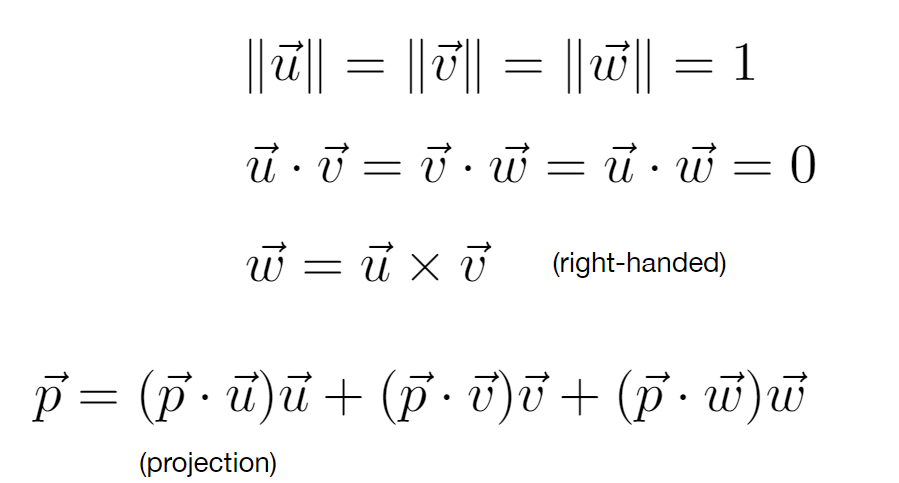 ‖u⃗‖ = ‖v⃗‖ = ‖w⃗‖ = 1
u⃗ · v⃗ = v⃗ · w⃗ = u⃗ · w⃗ = 0
w⃗ = u⃗ × v⃗ (right-handed)
p⃗ = (p⃗ · u⃗)u⃗ + (p⃗ · v⃗)v⃗ + (p⃗ · w⃗)w⃗
(projection)